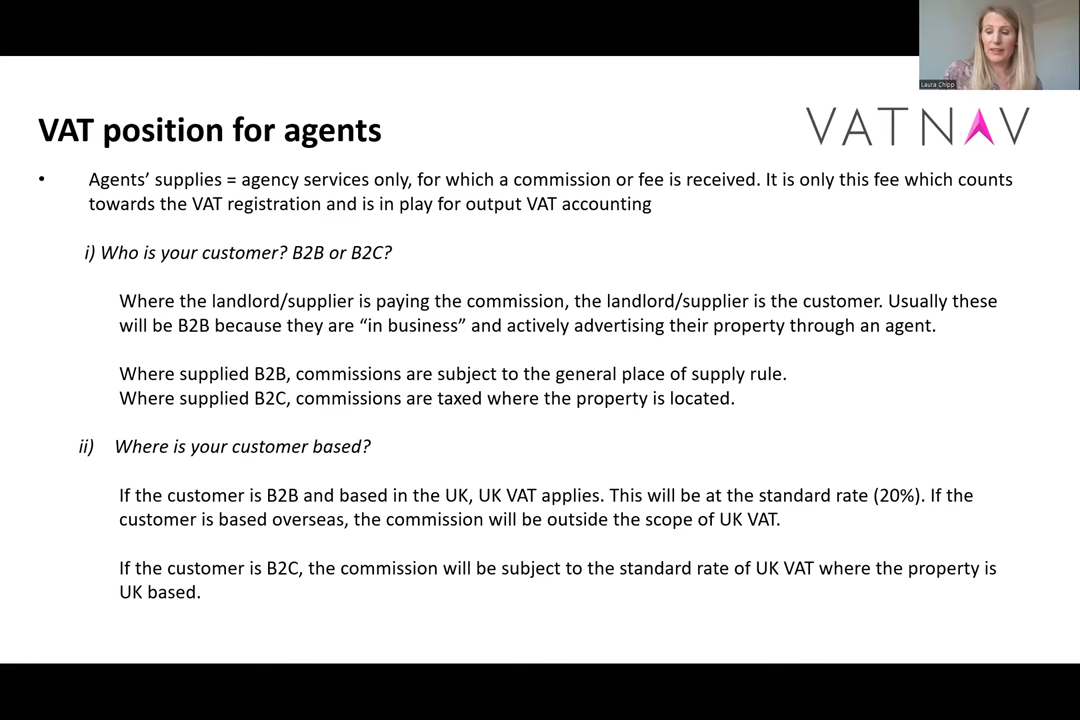 Laura Chipp
VAT position for agents
VATNAV
• Agents’ supplies = agency services only, for which a commission or fee is received. It is only this fee which counts
towards the VAT registration and is in play for output VAT accounting
i) Who is your customer? B2B or B2C?
Where the landlord/supplier is paying the commission, the landlord/supplier is the customer. Usually these
will be B2B because they are “in business” and actively advertising their property through an agent.
Where supplied B2B, commissions are subject to the general place of supply rule.
Where supplied B2C, commissions are taxed where the property is located.
ii) Where is your customer based?
If the customer is B2B and based in the UK, UK VAT applies. This will be at the standard rate (20%). If the
customer is based overseas, the commission will be outside the scope of UK VAT.
If the customer is B2C, the commission will be subject to the standard rate of UK VAT where the property is
UK based.